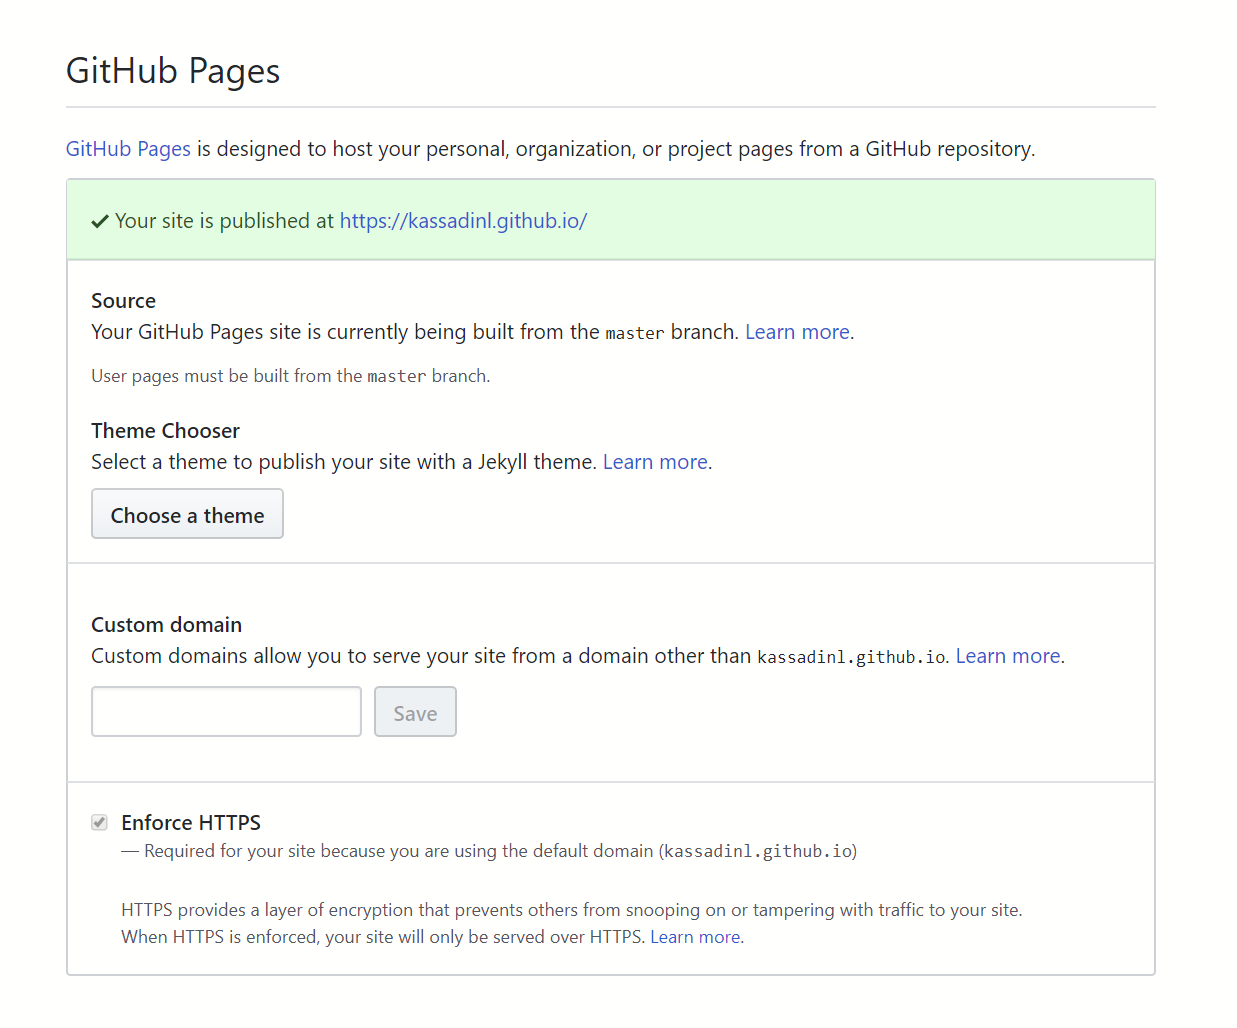 GitHub Pages
GitHub Pages is designed to host your personal, organization, or project pages from a GitHub repository.
Your site is published at https://kassadinl.github.io/
Source
Your GitHub Pages site is currently being built from the master branch. Learn more.
User pages must be built from the master branch.
Theme Chooser
Select a theme to publish your site with a Jekyll theme. Learn more.
Choose a theme
Custom domain
Custom domains allow you to serve your site from a domain other than kassadinl.github.io. Learn more.
Save
Enforce HTTPS
— Required for your site because you are using the default domain (kassadinl.github.io)
HTTPS provides a layer of encryption that prevents others from snooping on or tampering with traffic to your site.
When HTTPS is enforced, your site will only be served over HTTPS. Learn more.